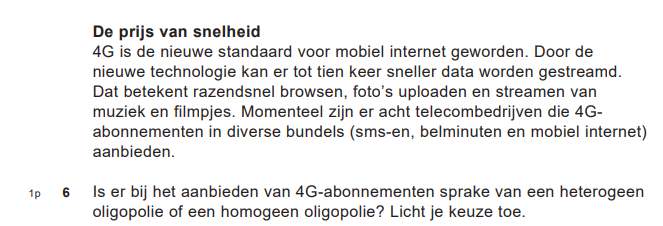 De prijs van snelheid
4G is de nieuwe standaard voor mobiel internet geworden. Door de
nieuwe technologie kan er tot tien keer sneller data worden gestreamd.
Dat betekent razendsnel browsen, foto's uploaden en streamen van
muziek en filmpjes. Momenteel zijn er acht telecombedrijven die 4G-
abonnementen in diverse bundels (sms-en, belminuten en mobiel internet)
aanbieden.
1p 6 Is er bij het aanbieden van 4G-abonnementen sprake van een heterogeen
oligopolie of een homogeen oligopolie? Licht je keuze toe.